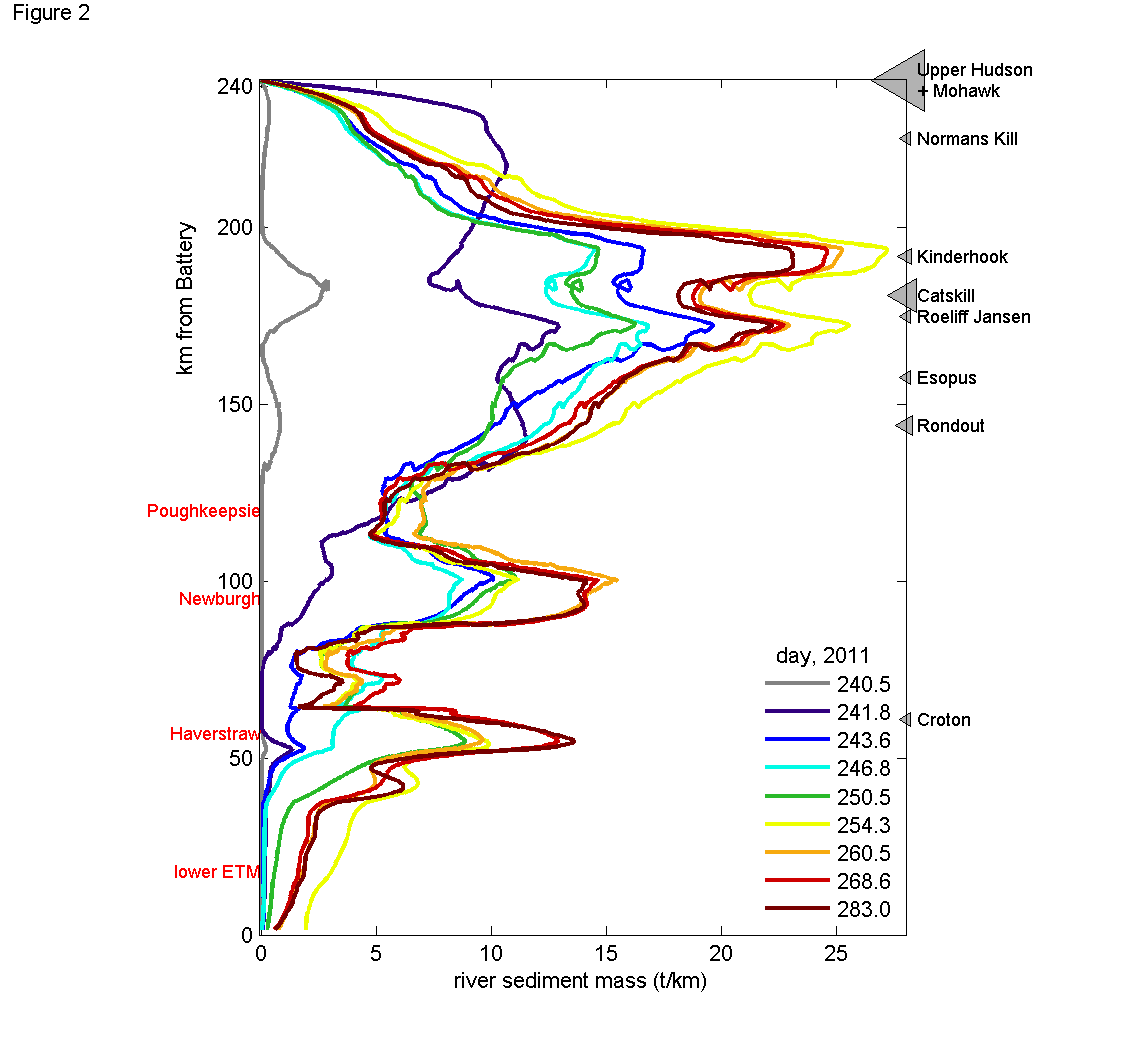 Figure 2
Upper Hudson
+ Mohawk
240
Normans Kill
200
Kinderhook
Catskill
Roeliff Jansen
km from Battery
Esopus
150
Rondout
Poughkeepsie
100
Newburgh
day, 2011
240.5
241.8
Croton
Haverstraw
243.6
50
246.8
250.5
254.3
260.5
lower ETM
268.6
283.0
0
0 5 10 15 20 25
river sediment mass (t/km)